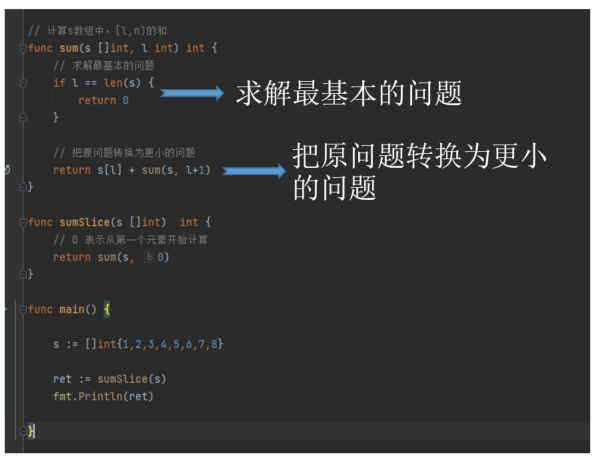 // 计算s数组中，[l,n)的和
func sum(s []int, l int) int {
// 求解最基本的问题
if l == len(s) {
return 0
}
求解最基本的问题
// 把原问题转换为更小的问题
return s[l] + sum(s, l+1)
}
把原问题转换为更小
的问题
func sumSlice(s []int)  int {
// 0 表示从第一个元素开始计算
return sum(s, l: 0)
}
func main() {
s := []int{1,2,3,4,5,6,7,8}
ret := sumSlice(s)
fmt.Println(ret)
}